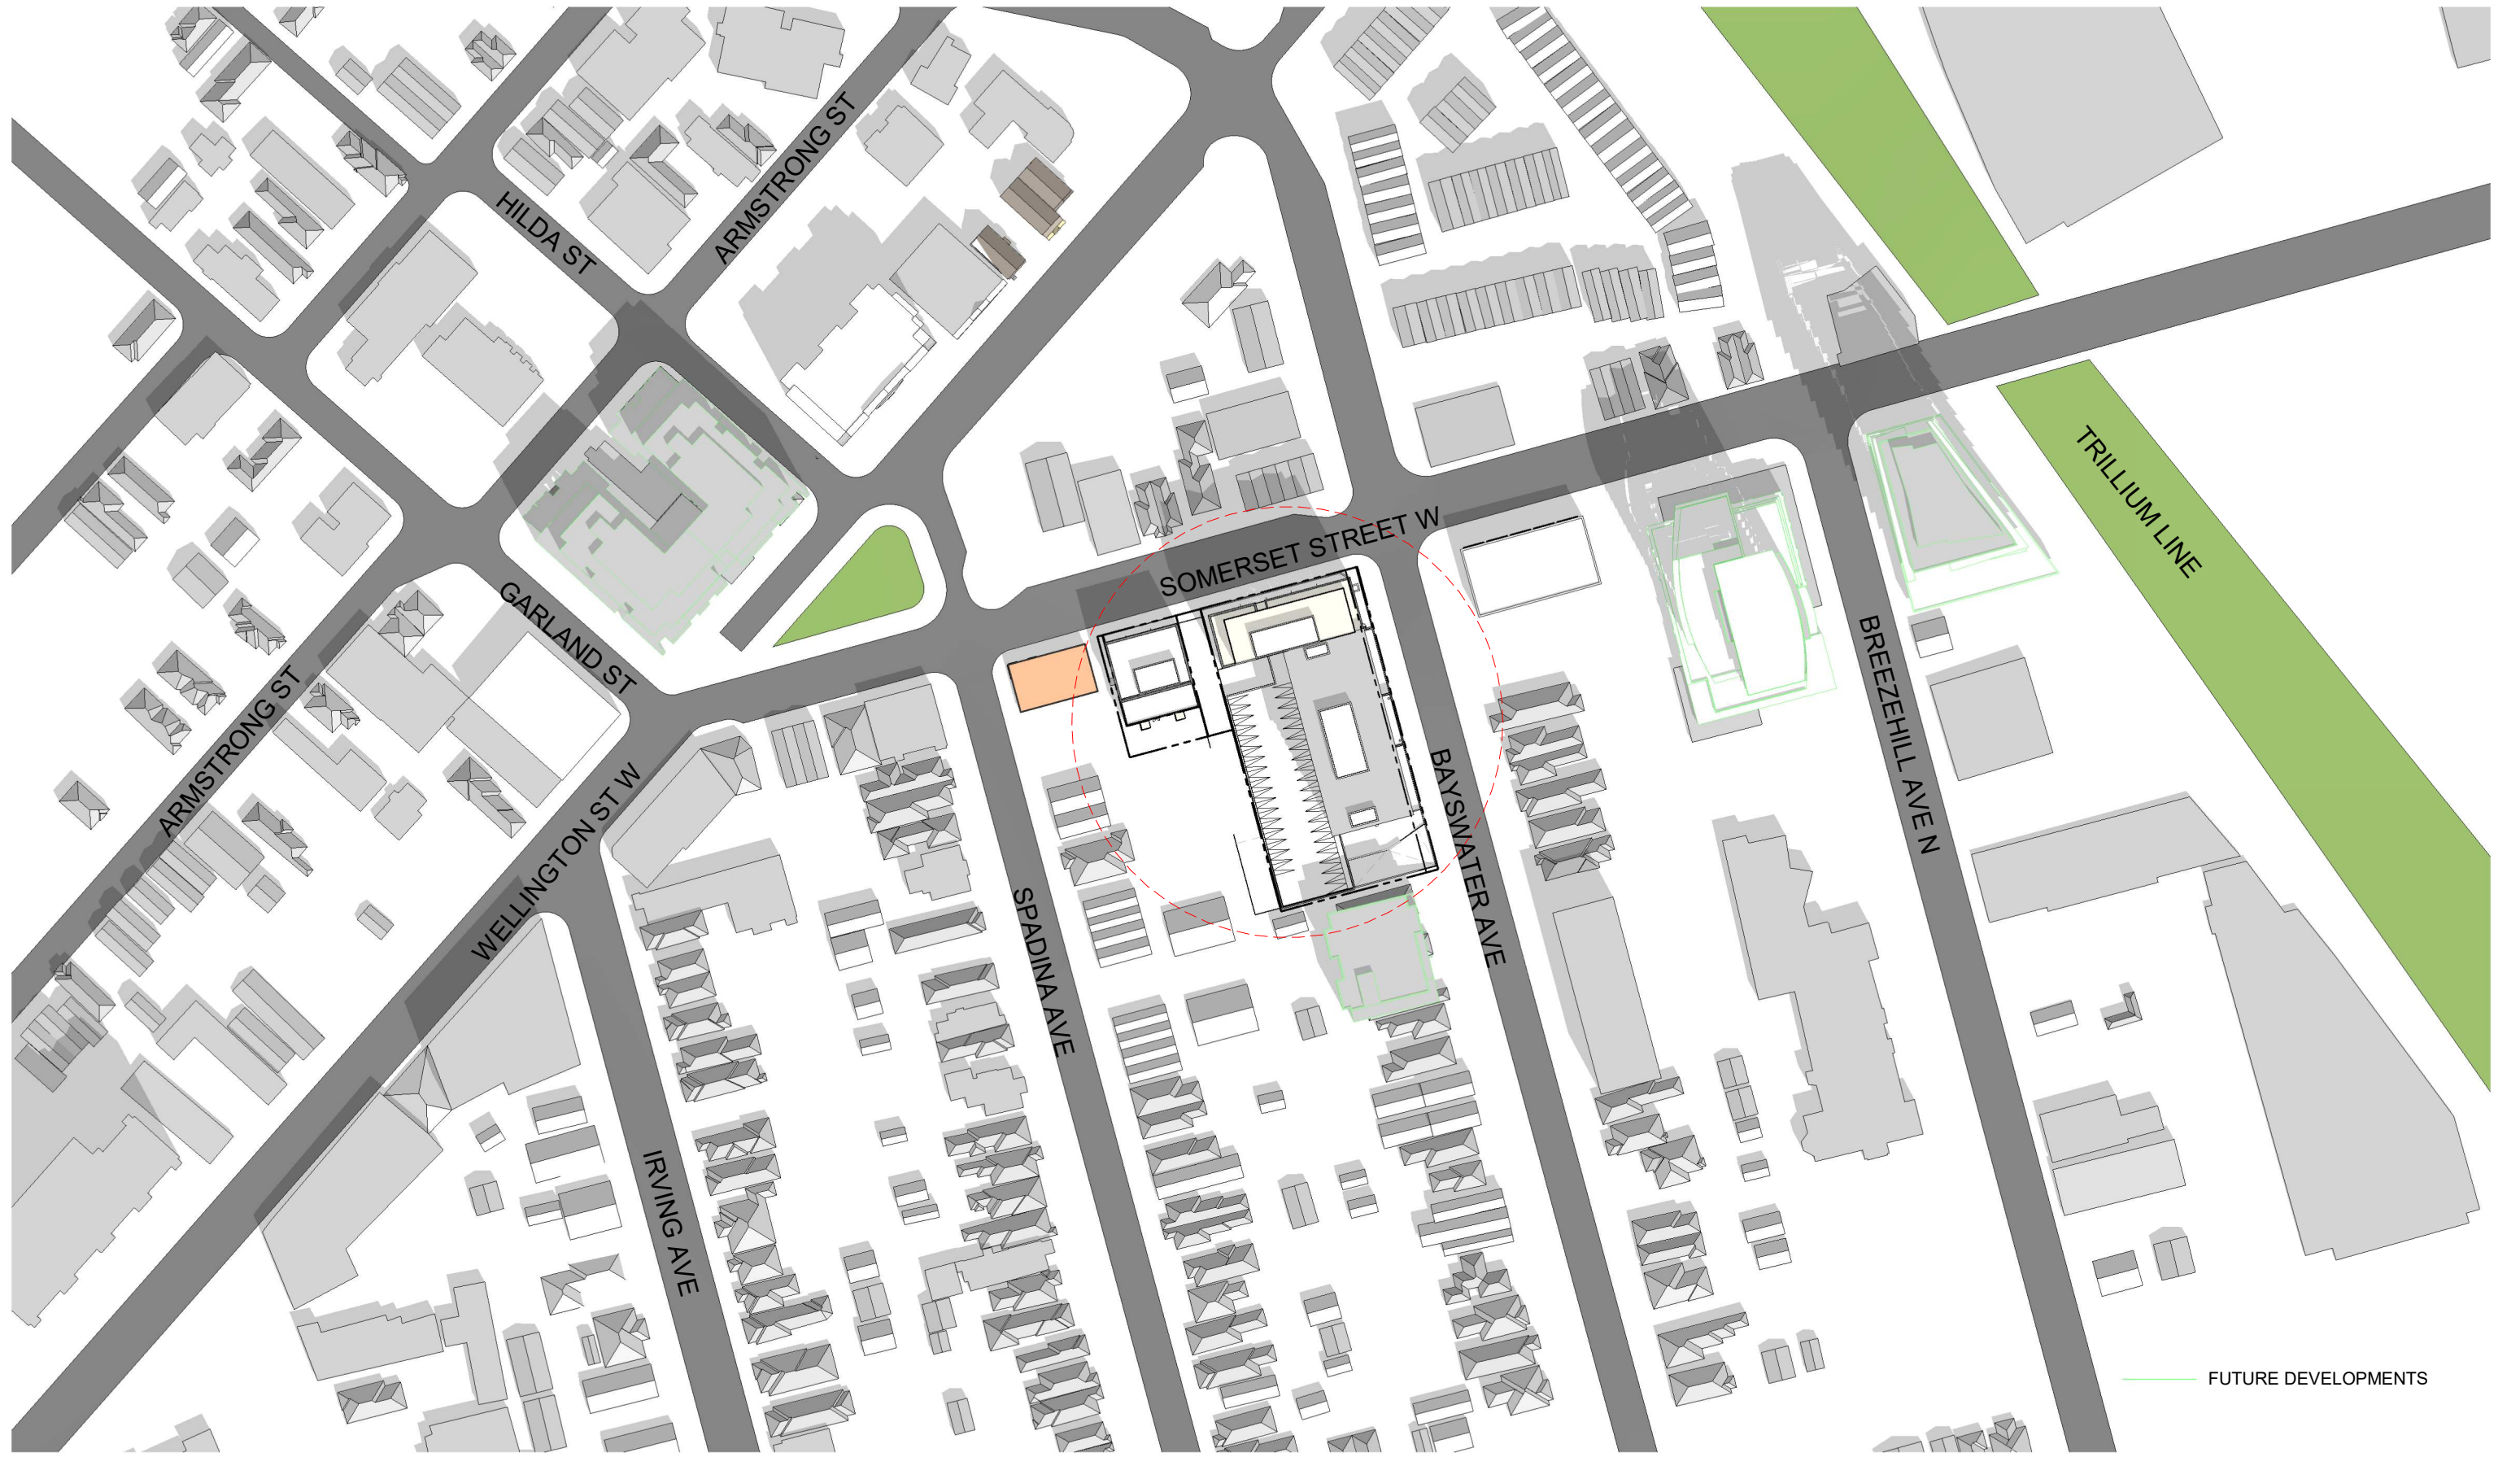 ARMSTRONG ST
HILDA ST
SOMERSET STREET W
TRILLIUM LINE
GARLAND ST
ARMSTRONG ST
WELLINGTON ST W
BREEZEHILL AVE N
BAYSWATER AVE
SPADINA AVE
IRVING AVE
FUTURE DEVELOPMENTS